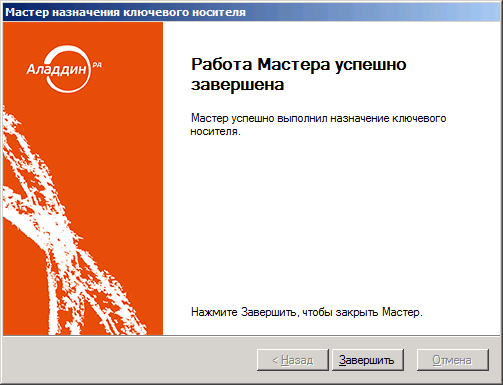 Мастер назначения ключевого носителя
Аладдин РД
Работа Мастера успешно
завершена
Мастер успешно выполнил назначение ключевого
носителя.
Нажмите Завершить, чтобы закрыть Мастер.
< Назад
Завершить
Отмена